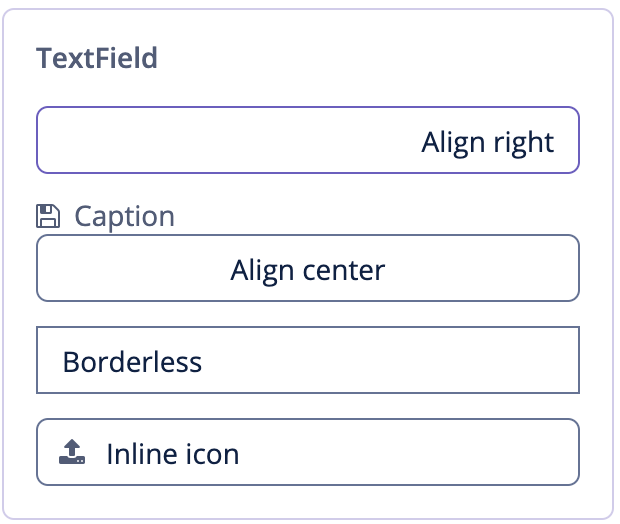 TextField
Align right
Caption
Align center
Borderless
Inline icon